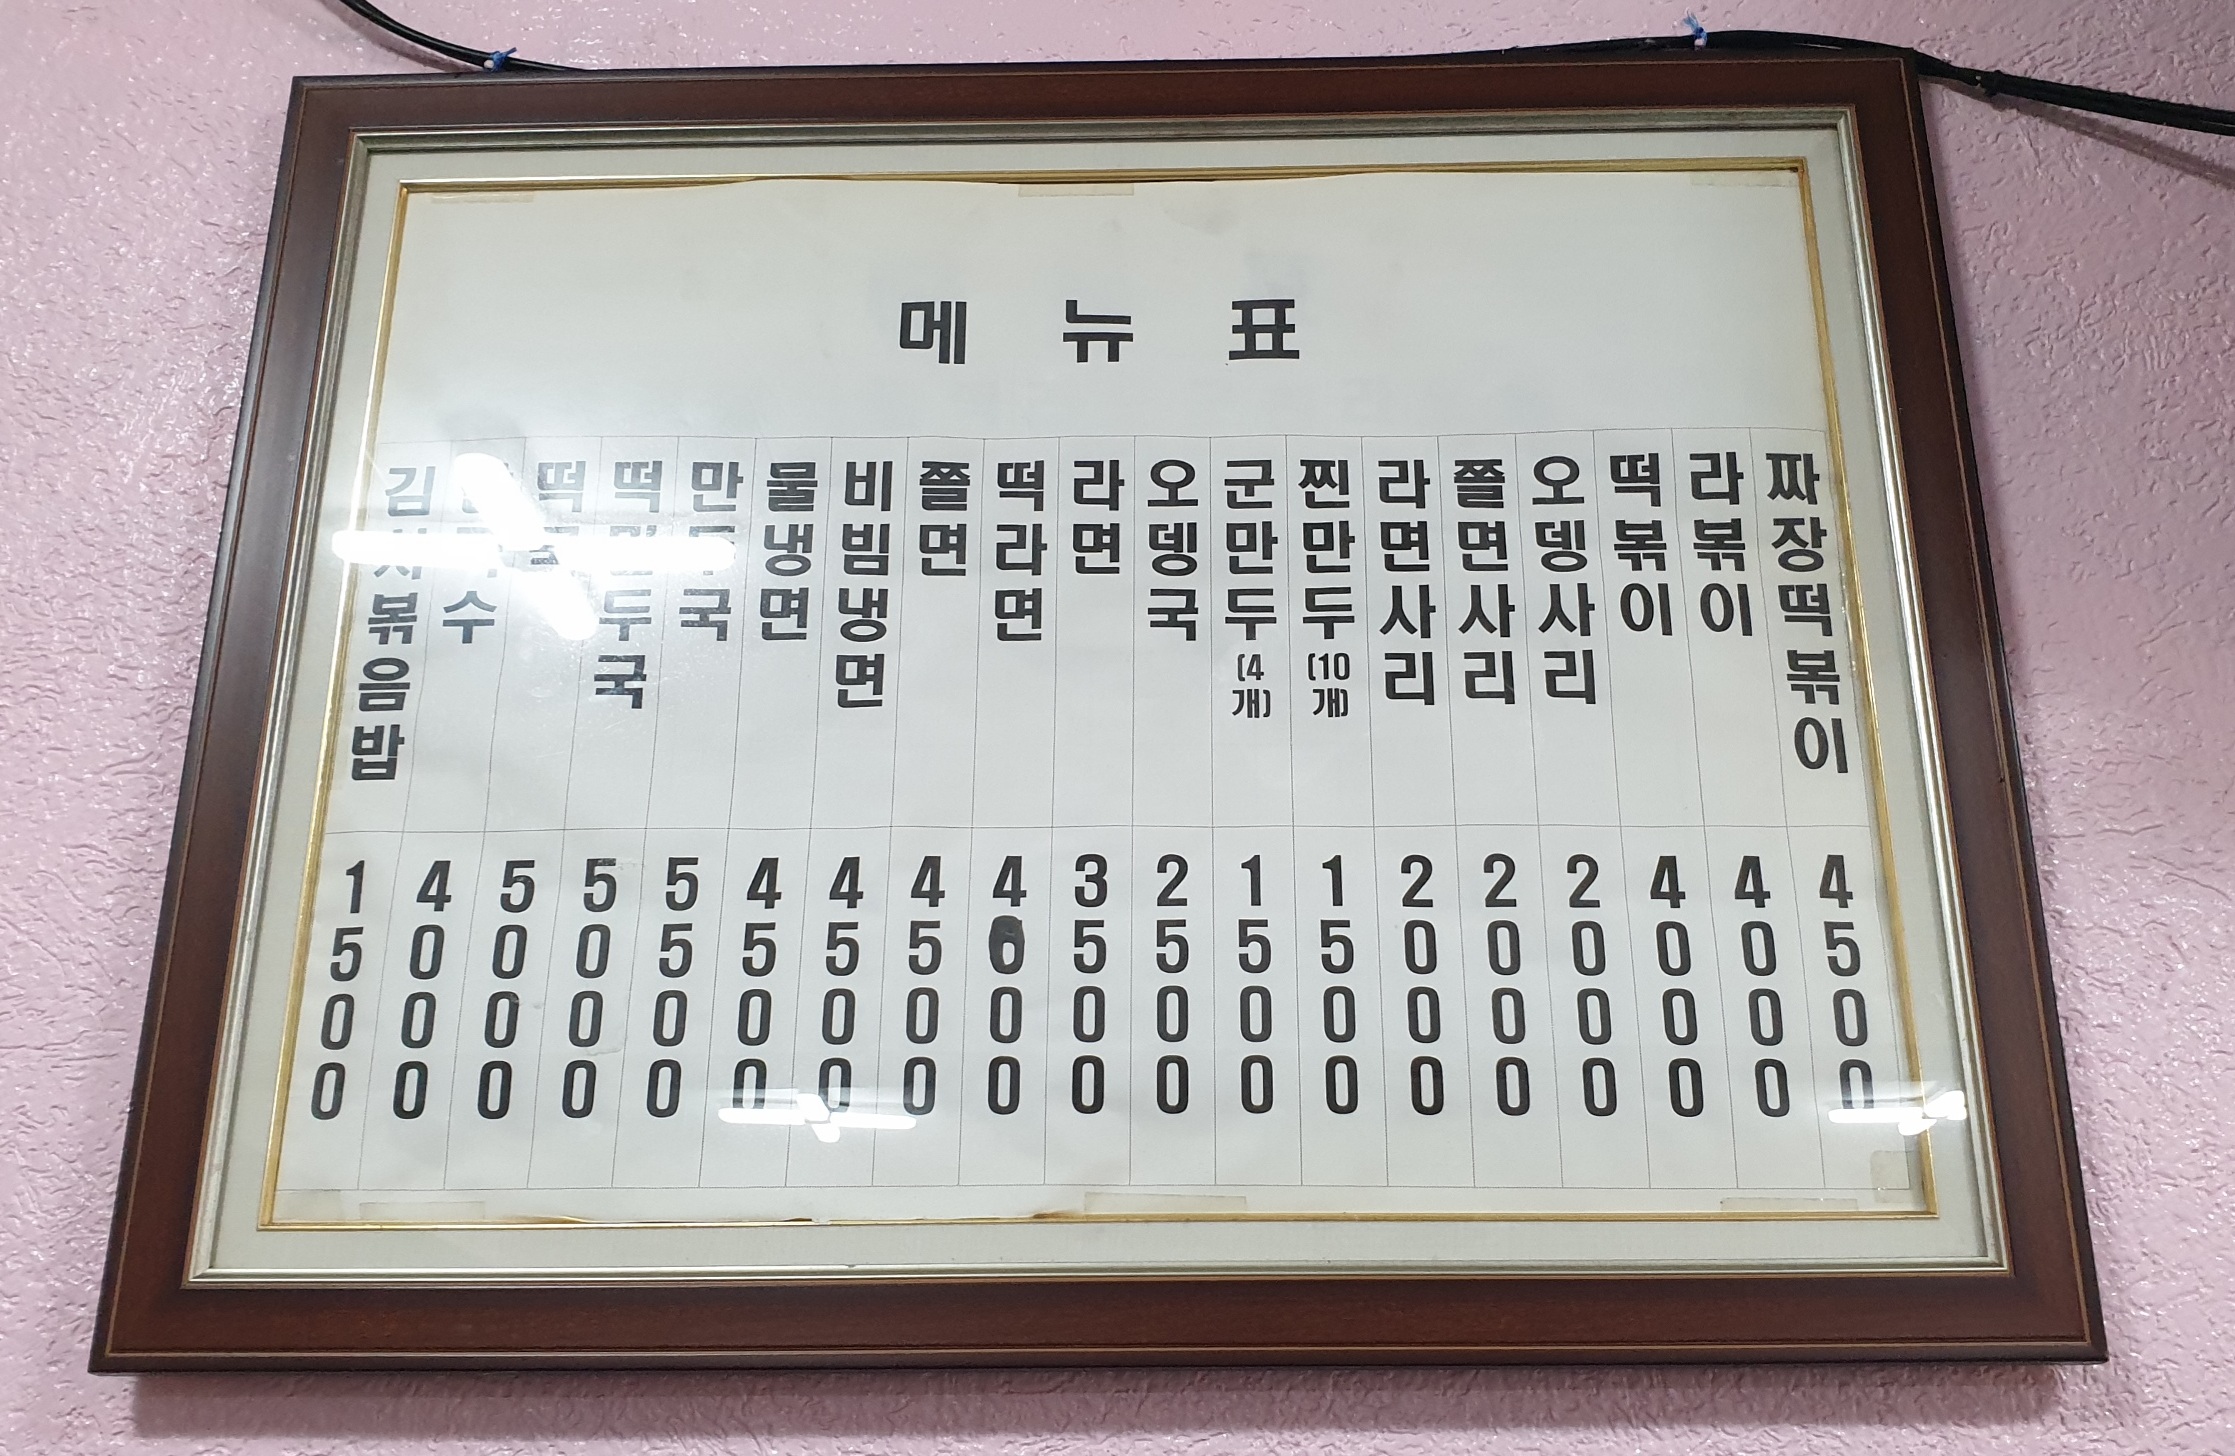 메뉴표
김치볶음밥 1500
수 4000
떡국 5000
떡만두국 5000
만두국 5500
물냉면 4500
비빔냉면 4500
쫄면 4500
떡라면 4000
라면 3500
오뎅국 2500
군만두(4개) 1500
찐만두(10개) 1500
라면사리 2000
쫄면사리 2000
오뎅사리 2000
떡볶이 4000
라볶이 4000
짜장떡볶이 4500